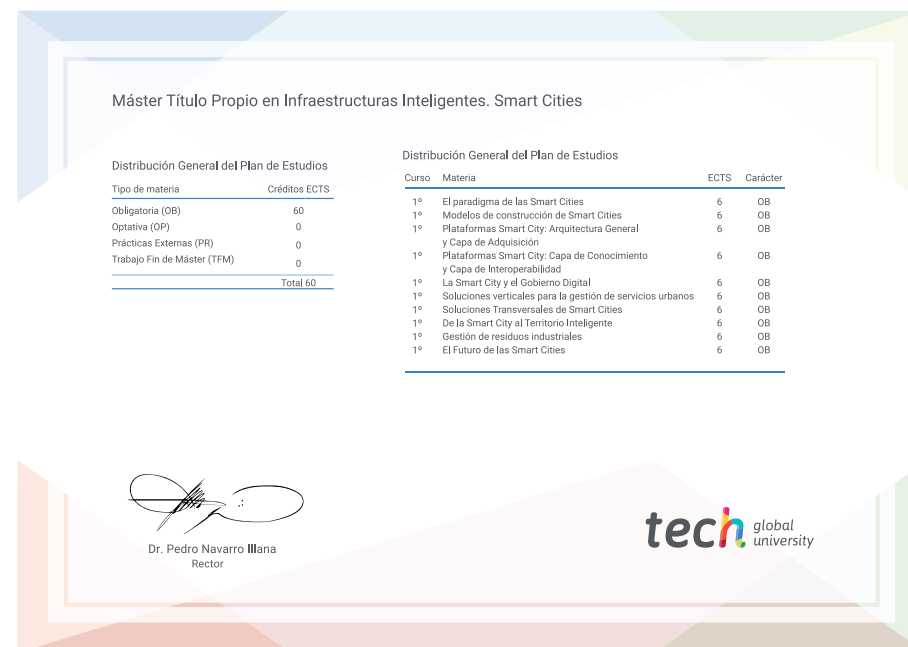 Máster Título Propio en Infraestructuras Inteligentes. Smart Cities
Distribución General del Plan de Estudios
Tipo de materia Créditos ECTS
Obligatoria (OB) 60
Optativa (OP) 0
Prácticas Externas (PR) 0
Trabajo Fin de Máster (TFM) 0
Total 60
Distribución General del Plan de Estudios
Curso Materia ECTS Carácter
1º El paradigma de las Smart Cities 6 OB
1º Modelos de construcción de Smart Cities 6 OB
1º Plataformas Smart City: Arquitectura General 6 OB
y Capa de Adquisición
1º Plataformas Smart City: Capa de Conocimiento 6 OB
y Capa de Interoperabilidad
1º La Smart City y el Gobierno Digital 6 OB
1º Soluciones verticales para la gestión de servicios urbanos 6 OB
1º Soluciones Transversales de Smart Cities 6 OB
1º De la Smart City al Territorio Inteligente 6 OB
1º Gestión de residuos industriales 6 OB
1º El Futuro de las Smart Cities 6 OB
Dr. Pedro Navarro Illana
Rector
tech global
university